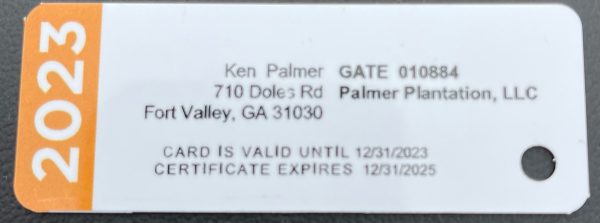 2023
Ken Palmer GATE 010884
710 Doles Rd Palmer Plantation, LLC
Fort Valley, GA 31030
CARD IS VALID UNTIL 12/31/2023
CERTIFICATE EXPIRES 12/31/2025